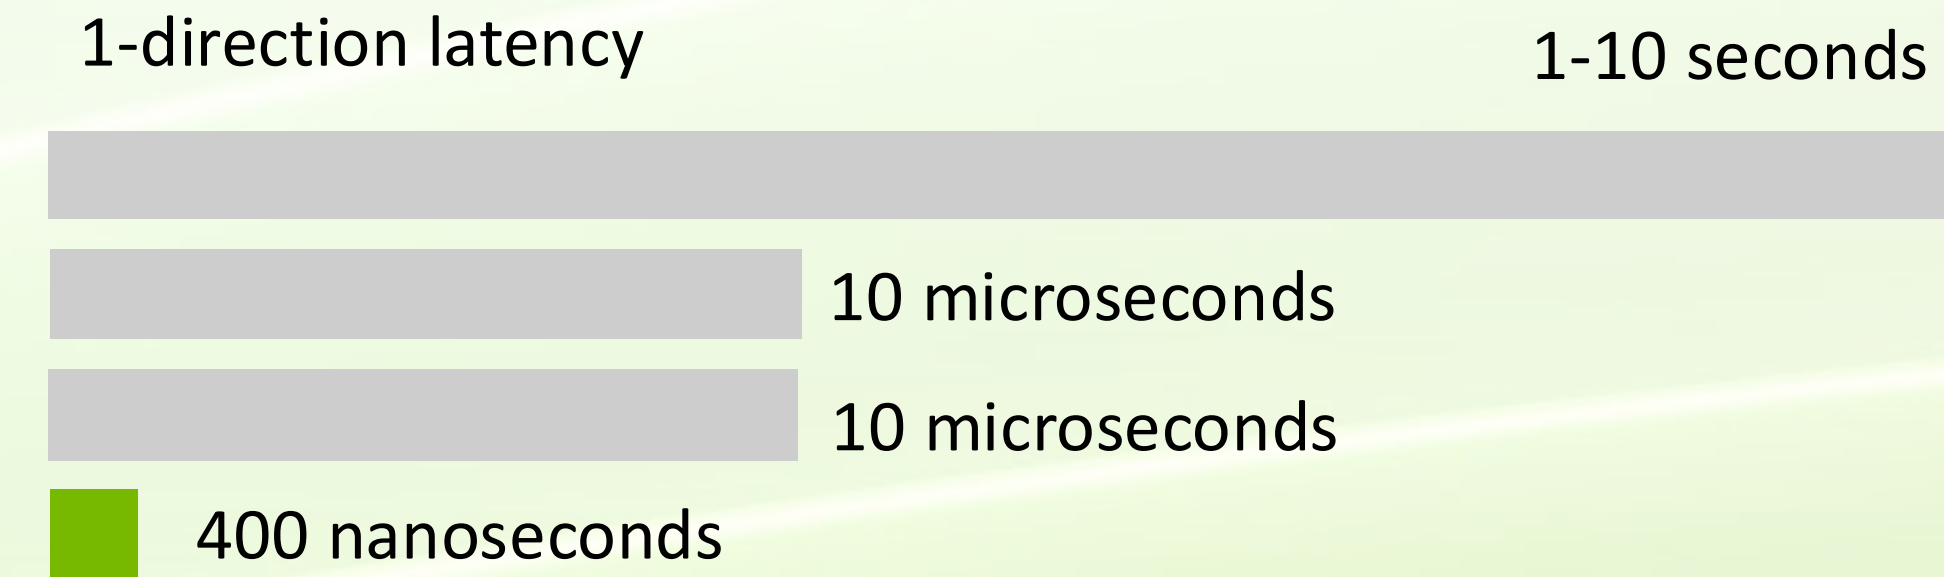 1-direction latency
1-10 seconds
10 microseconds
10 microseconds
400 nanoseconds